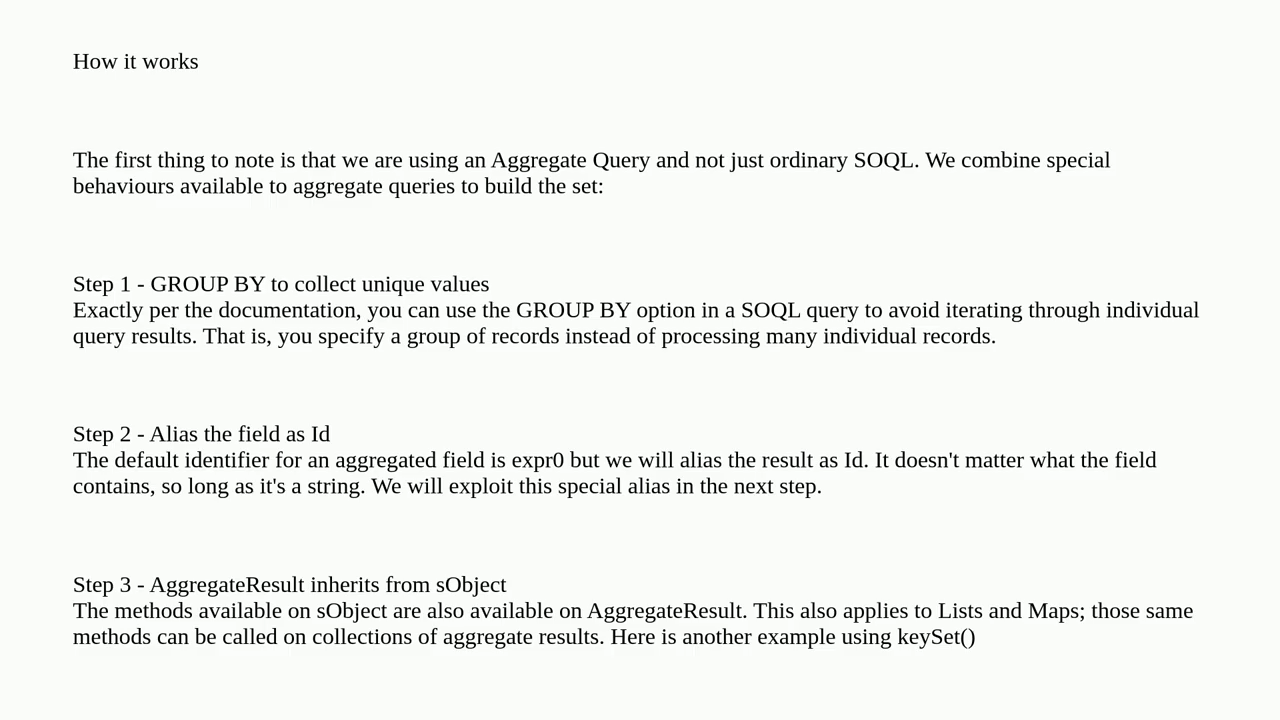 How it works
The first thing to note is that we are using an Aggregate Query and not just ordinary SOQL. We combine special
behaviours available to aggregate queries to build the set:
Step 1 - GROUP BY to collect unique values
Exactly per the documentation, you can use the GROUP BY option in a SOQL query to avoid iterating through individual
query results. That is, you specify a group of records instead of processing many individual records.
Step 2 - Alias the field as Id
The default identifier for an aggregated field is expr0 but we will alias the result as Id. It doesn't matter what the field
contains, so long as it's a string. We will exploit this special alias in the next step.
Step 3 - AggregateResult inherits from sObject
The methods available on sObject are also available on AggregateResult. This also applies to Lists and Maps; those same
methods can be called on collections of aggregate results. Here is another example using keySet()